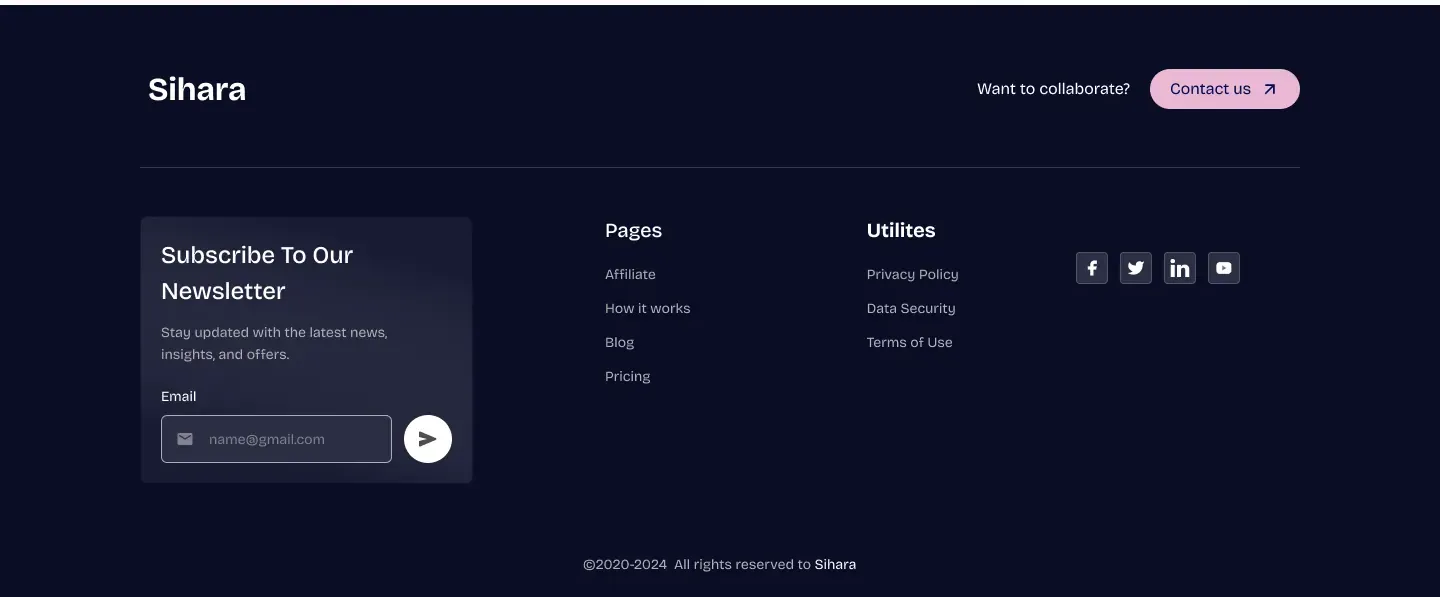 Sihara
Want to collaborate?
Contact us
Subscribe To Our
Newsletter
Stay updated with the latest news,
insights, and offers.
Email
name@gmail.com
Pages
Affiliate
How it works
Blog
Pricing
Utilites
Privacy Policy
Data Security
Terms of Use
©2020-2024 All rights reserved to Sihara